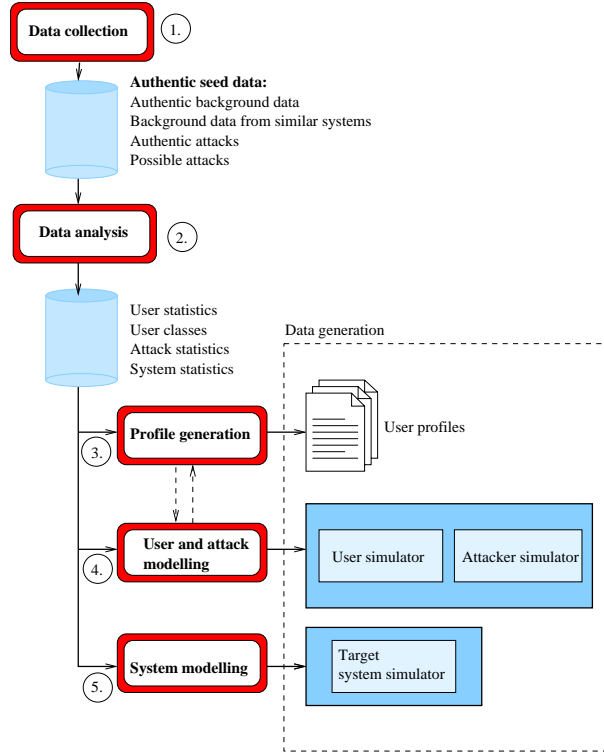 Data collection
1.
Authentic seed data:
Authentic background data
Background data from similar systems
Authentic attacks
Possible attacks
Data analysis
2.
User statistics
User classes
Attack statistics
System statistics
Data generation
3.
Profile generation
User profiles
4.
User and attack
modelling
User simulator
Attacker simulator
5.
System modelling
Target
system simulator